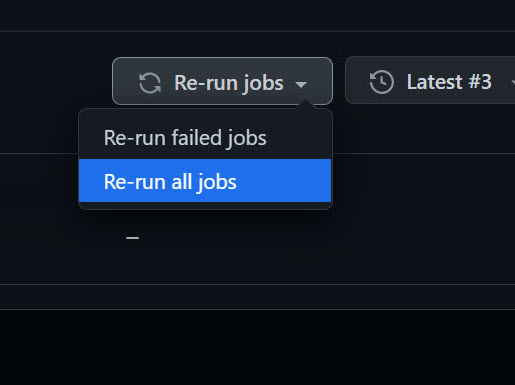 Re-run jobs
Latest #3
Re-run failed jobs
Re-run all jobs
–